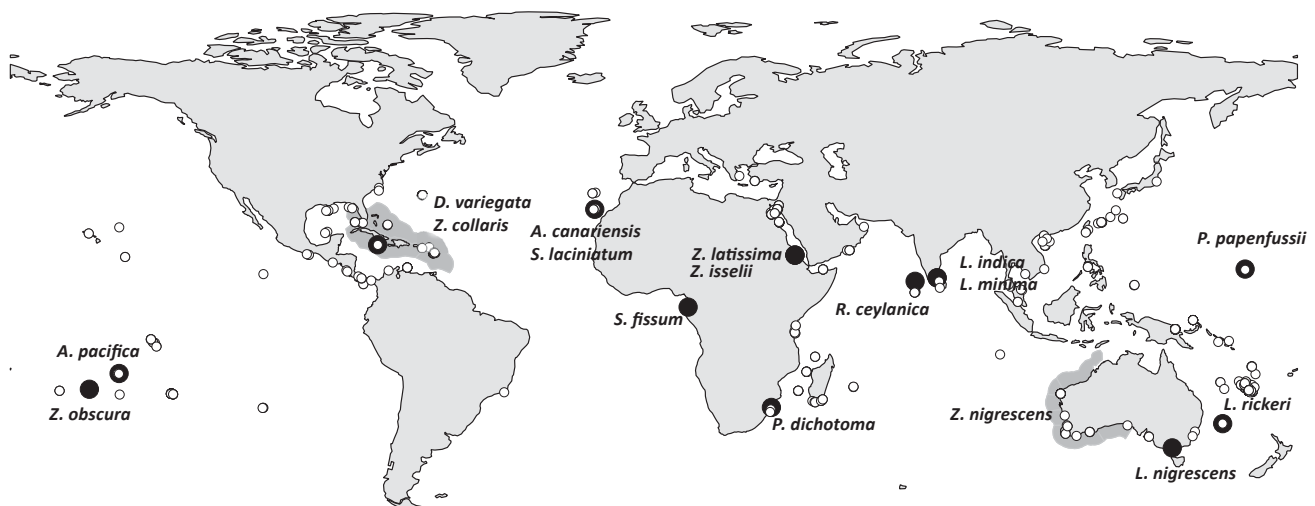 D. variegata
Z. collaris
A. canariensis
S. laciniatum
Z. latissima
Z. isselii
L. indica
L. minima
P. papenfussii
R. ceylanica
S. fissum
A. pacifica
Z. obscura
P. dichotoma
Z. nigrescens
L. rickeri
L. nigrescens